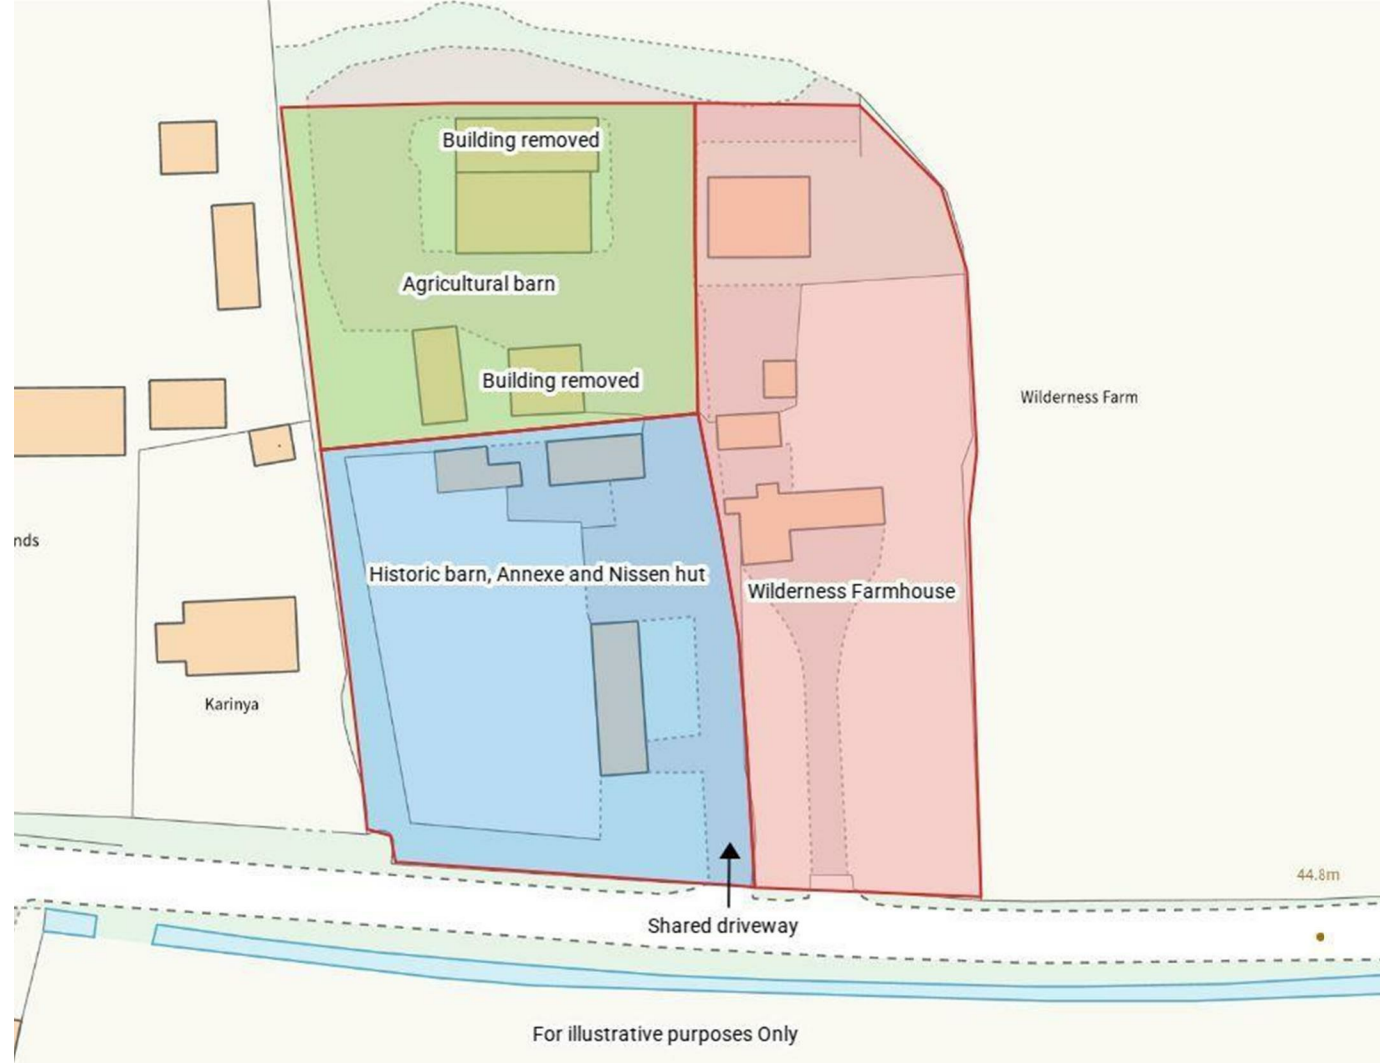 Building removed
Agricultural barn
Building removed
Wilderness Farm
nds
Historic barn, Annexe and Nissen hut
Wilderness Farmhouse
Karinya
44.8m
Shared driveway
For illustrative purposes Only